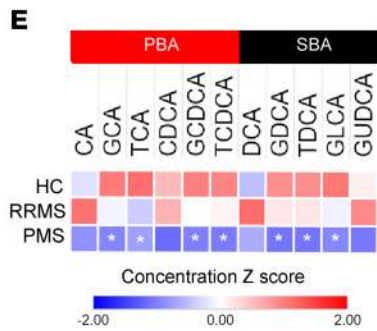 E
PBA SBA
CA GCA TCA CDCA GCDCA TCDCA DCA GDCA TDCA GLCA GUDCA
HC
RRMS
PMS * * * * * * *
Concentration Z score
-2.00 0.00 2.00